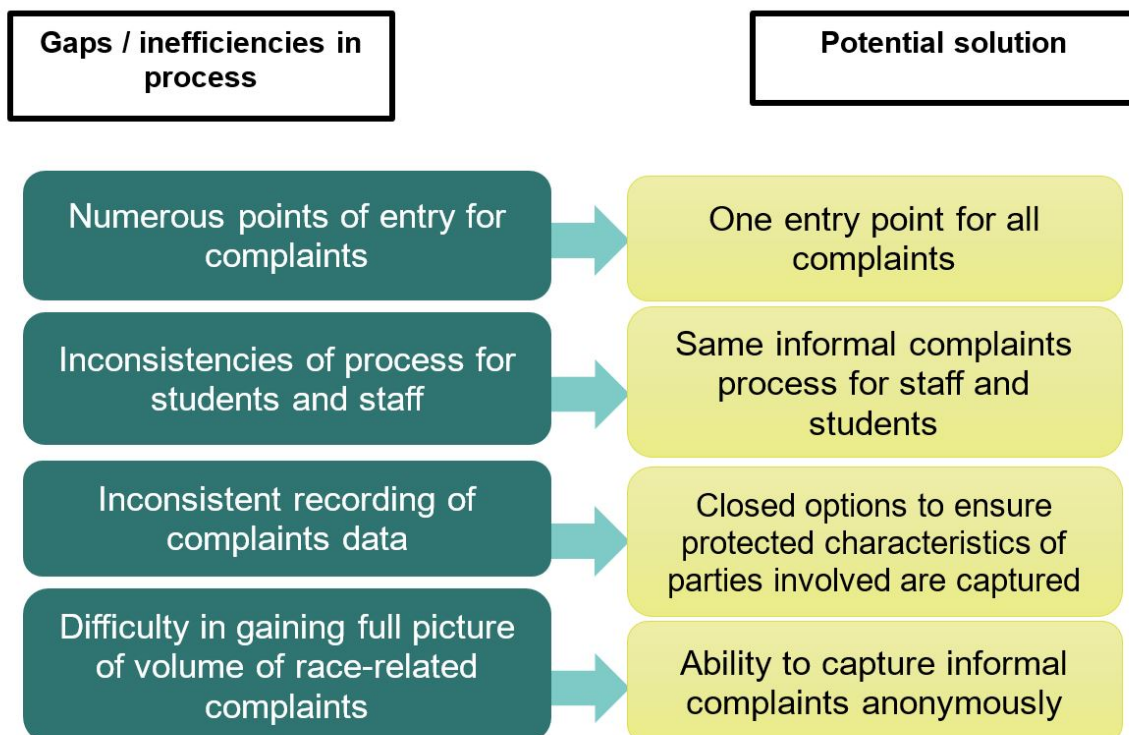 Gaps / inefficiencies in
process
Potential solution
Numerous points of entry for
complaints
One entry point for all
complaints
Inconsistencies of process for
students and staff
Same informal complaints
process for staff and
students
Inconsistent recording of
complaints data
Closed options to ensure
protected characteristics of
parties involved are captured
Difficulty in gaining full picture
of volume of race-related
complaints
Ability to capture informal
complaints anonymously